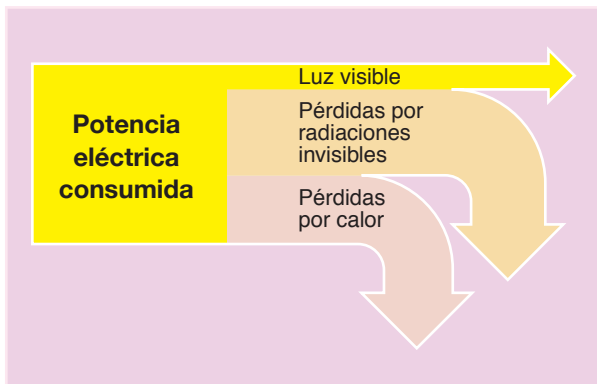 Luz visible
Potencia
eléctrica
consumida
Pérdidas por
radiaciones
invisibles
Pérdidas
por calor